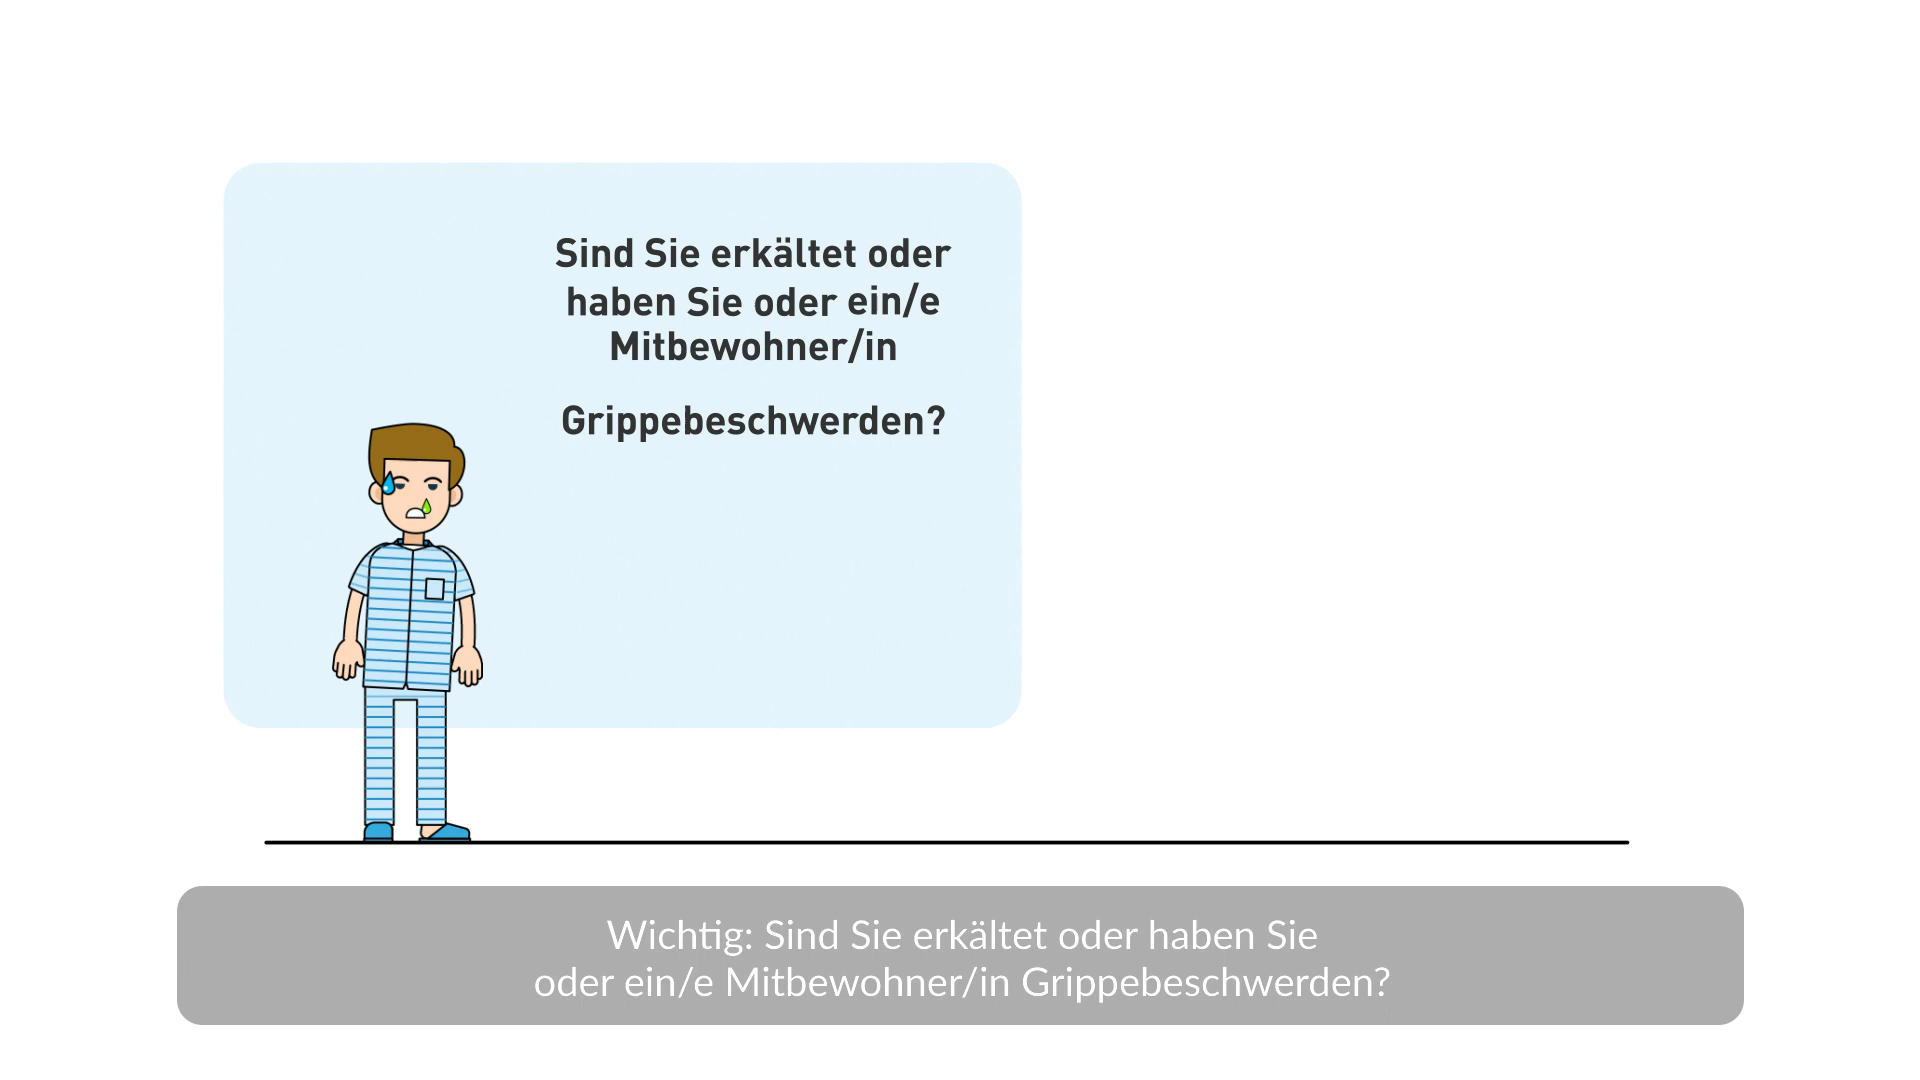 Sind Sie erkältet oder
haben Sie oder ein/e
Mitbewohner/in
Grippebeschwerden?
Wichtig: Sind Sie erkältet oder haben Sie
oder ein/e Mitbewohner/in Grippebeschwerden?